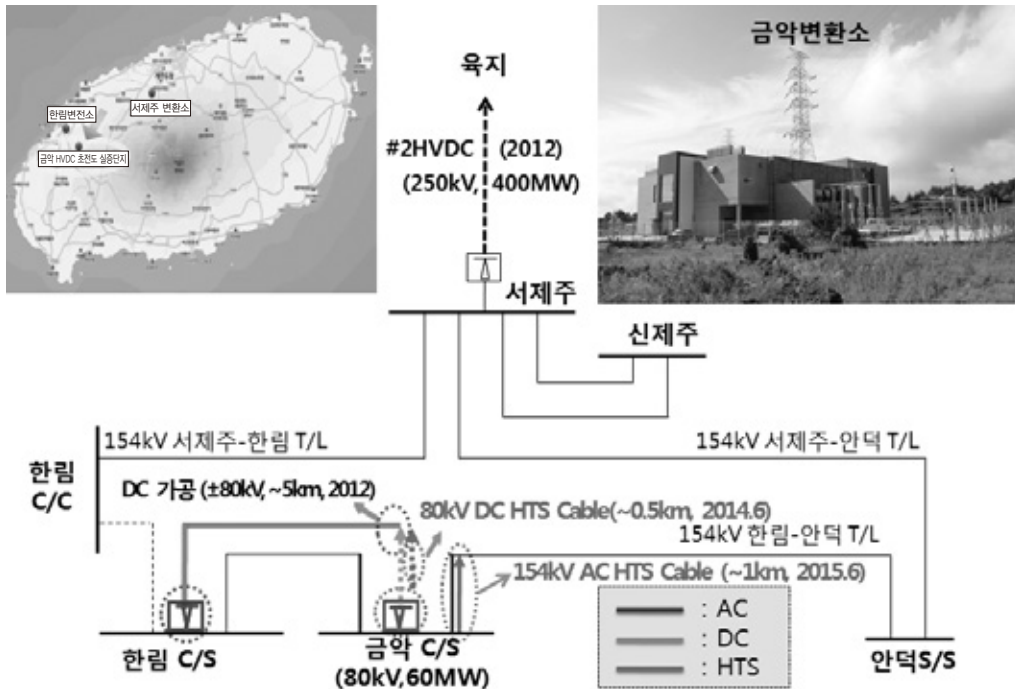 한림변전소
서제주 변환소
금악 HVDC 초전도 실증단지
금악변환소
육지
#2HVDC (2012)
(250kV, 400MW)
서제주
신제주
154kV 서제주-한림 T/L
154kV 서제주-안덕 T/L
한림
C/C
DC 가공 (±80kV, ~5km, 2012)
80kV DC HTS Cable(~0.5km, 2014.6)
154kV 한림-안덕 T/L
154kV AC HTS Cable (~1km, 2015.6)
: AC
: DC
: HTS
한림 C/S
금악 C/S
(80kV,60MW)
안덕S/S